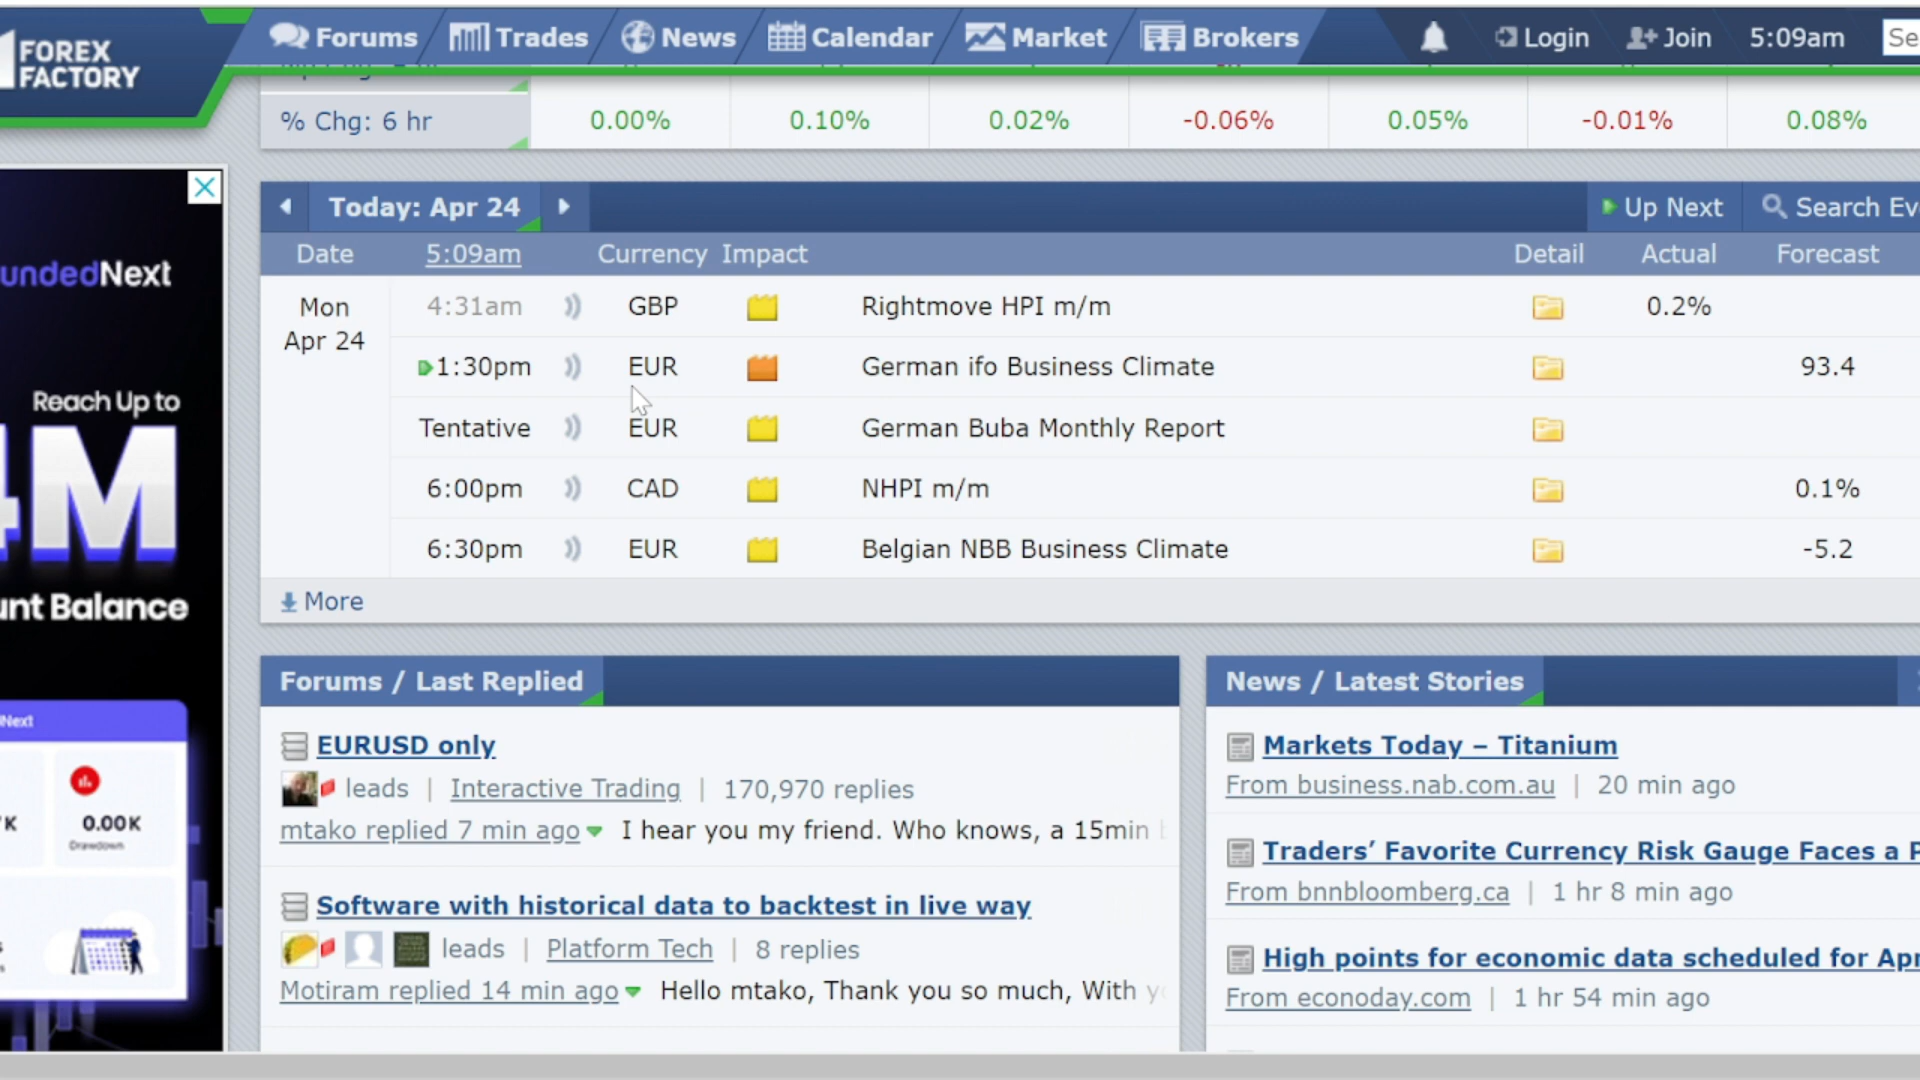 FOREX
FACTORY
Forums
Trades
News
Calendar
Market
Brokers
Login
Join
5:09am
Se
% Chg: 6 hr 0.00% 0.10% 0.02% -0.06% 0.05% -0.01% 0.08%
Today: Apr 24
Up Next
Search Ev
Date 5:09am Currency Impact Detail Actual Forecast
Mon
Apr 24
4:31am GBP Rightmove HPI m/m 0.2%
1:30pm EUR German ifo Business Climate 93.4
Tentative EUR German Buba Monthly Report
6:00pm CAD NHPI m/m 0.1%
6:30pm EUR Belgian NBB Business Climate -5.2
More
undedNext
Reach Up to
4M
unt Balance
Next
K
0.00K
Drawdown
Forums / Last Replied
EURUSD only
leads | Interactive Trading | 170,970 replies
mtako replied 7 min ago I hear you my friend. Who knows, a 15min
Software with historical data to backtest in live way
leads | Platform Tech | 8 replies
Motiram replied 14 min ago Hello mtako, Thank you so much, With y
News / Latest Stories
Markets Today – Titanium
From business.nab.com.au | 20 min ago
Traders’ Favorite Currency Risk Gauge Faces a P
From bnnbloomberg.ca | 1 hr 8 min ago
High points for economic data scheduled for Apr
From econoday.com | 1 hr 54 min ago